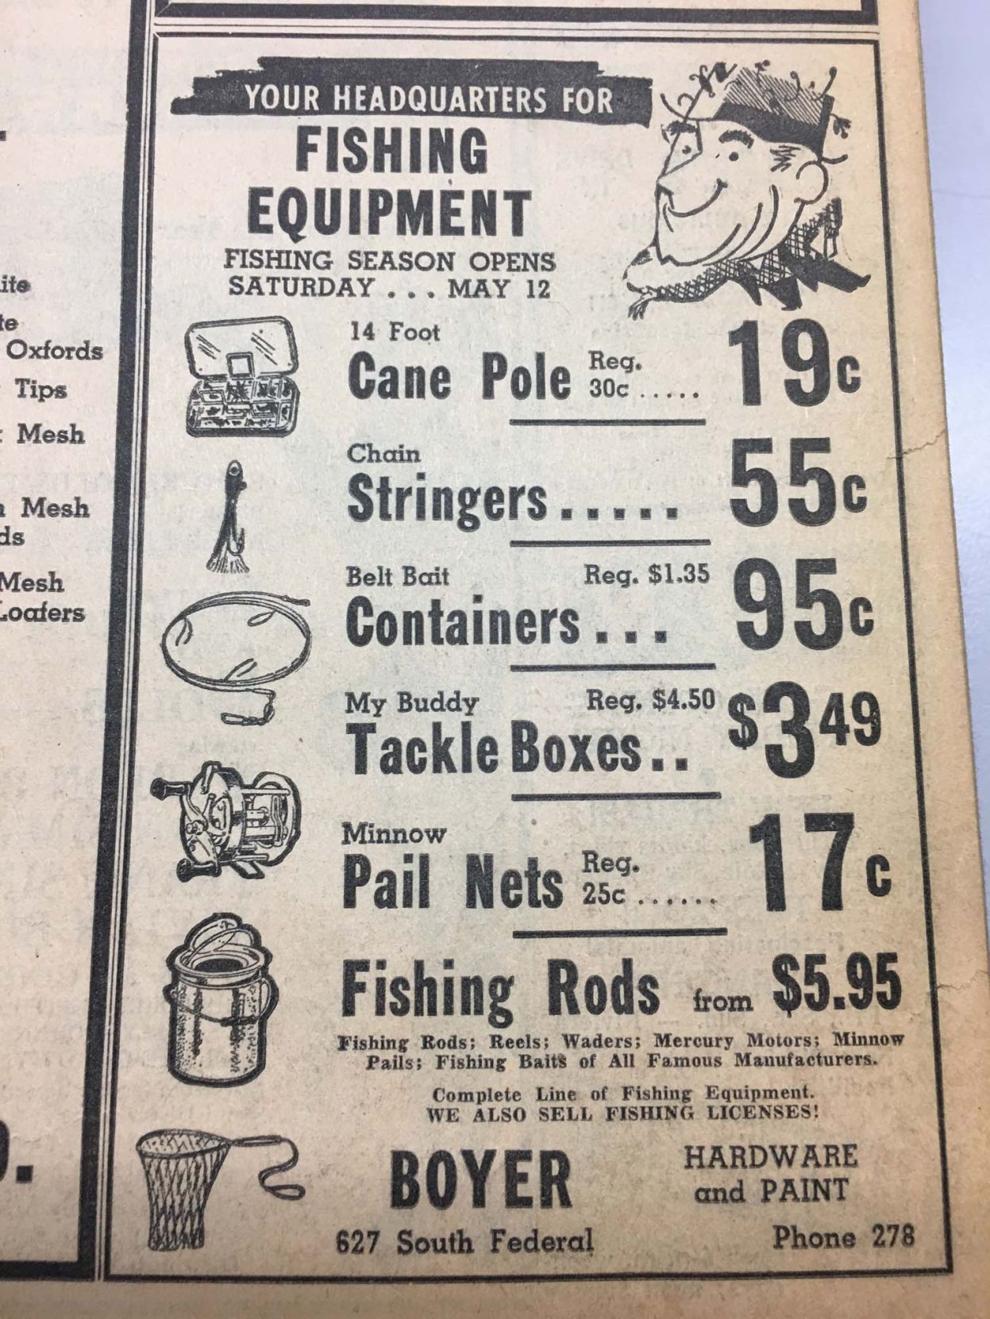 YOUR HEADQUARTERS FOR
FISHING
EQUIPMENT
FISHING SEASON OPENS
SATURDAY . . . MAY 12
14 Foot
Cane Pole Reg. 30c ..... 19c
Chain
Stringers ..... 55c
Belt Bait Reg. $1.35
Containers ... 95c
My Buddy Reg. $4.50
Tackle Boxes.. $3 49
Minnow
Pail Nets Reg. 25c ...... 17c
Fishing Rods from $5.95
Fishing Rods; Reels; Waders; Mercury Motors; Minnow
Pails; Fishing Baits of All Famous Manufacturers.
Complete Line of Fishing Equipment.
WE ALSO SELL FISHING LICENSES!
BOYER HARDWARE and PAINT
627 South Federal Phone 278
Oxfords
Tips
Mesh
Mesh
Mesh
Loafers